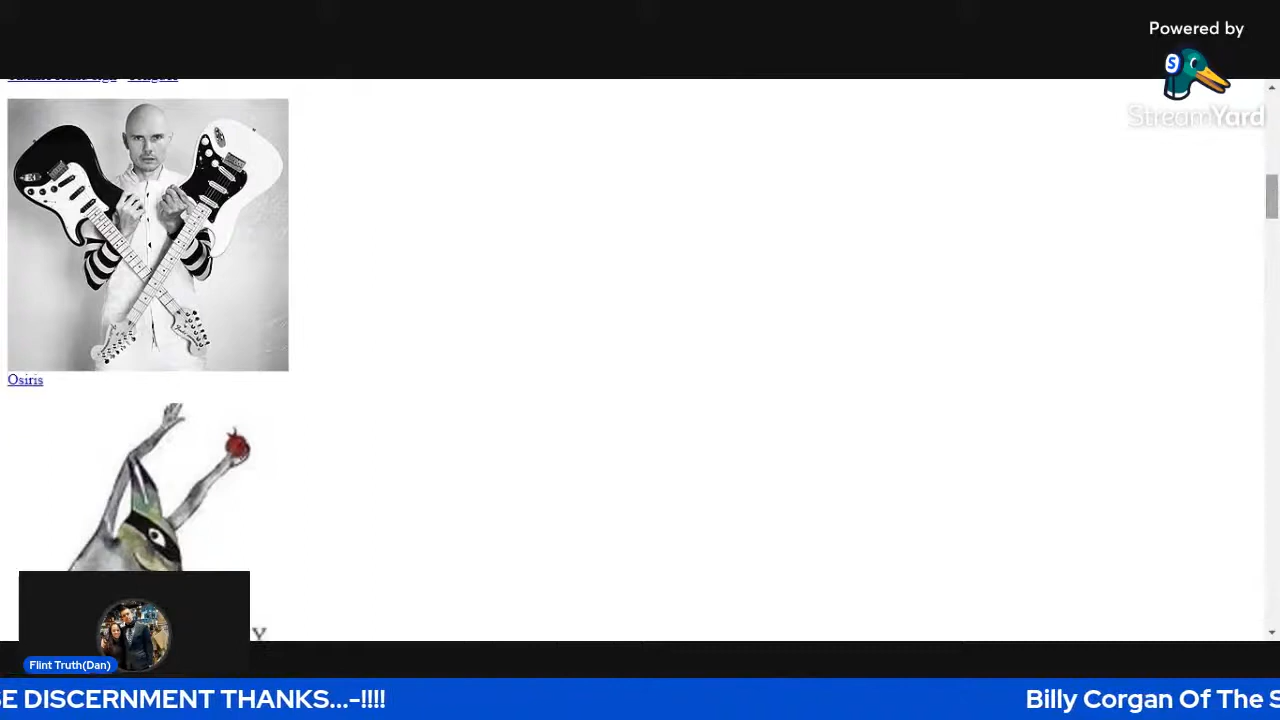 Powered by
StreamYard
Osiris
Y
Flint Truth(Dan)
E DISCERNMENT THANKS...-!!!!
Billy Corgan Of The S